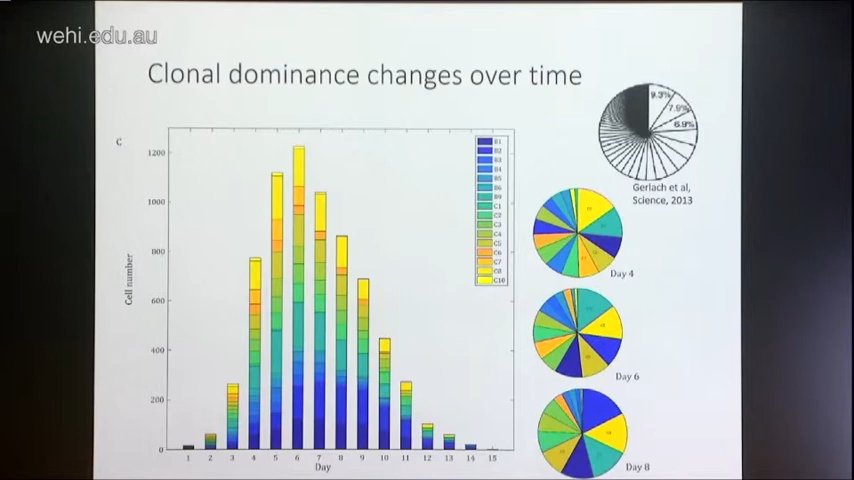 wehi.edu.au
Clonal dominance changes over time
9.3%
7.9%
6.9%
Gerlach et al,
Science, 2013
C
1200
1000
800
600
400
200
0
Cell number
1 2 3 4 5 6 7 8 9 10 11 12 13 14 15
Day
B1
B2
B3
B4
B5
B6
B9
C1
C2
C3
C4
C5
C6
C7
C8
C10
Day 4
Day 6
Day 8